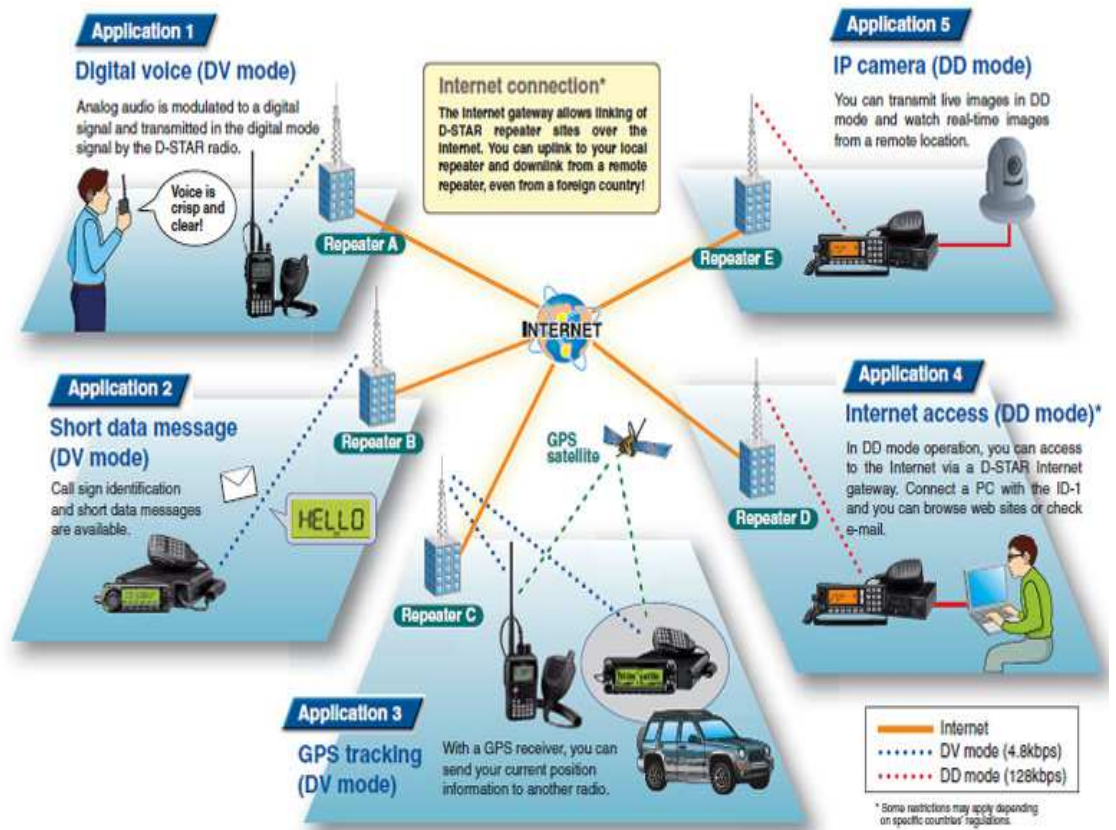 Application 1
Digital voice (DV mode)
Analog audio is modulated to a digital
signal and transmitted in the digital mode
signal by the D-STAR radio.
Voice is
crisp and
clear!
Repeater A
Internet connection*
The Internet gateway allows linking of
D-STAR repeater sites over the
Internet. You can uplink to your local
repeater and downlink from a remote
repeater, even from a foreign country!
Application 5
IP camera (DD mode)
You can transmit live images in DD
mode and watch real-time images
from a remote location.
Repeater E
INTERNET
Application 2
Short data message
(DV mode)
Call sign identification
and short data messages
are available.
HELLO
Repeater B
GPS
satellite
Application 4
Internet access (DD mode)*
In DD mode operation, you can access
to the Internet via a D-STAR Internet
gateway. Connect a PC with the ID-1
and you can browse web sites or check
e-mail.
Repeater D
Repeater C
Application 3
GPS tracking
(DV mode)
With a GPS receiver, you can
send your current position
information to another radio.
Internet
DV mode (4.8kbps)
DD mode (128kbps)
* Some restrictions may apply depending
on specific countries' regulations.